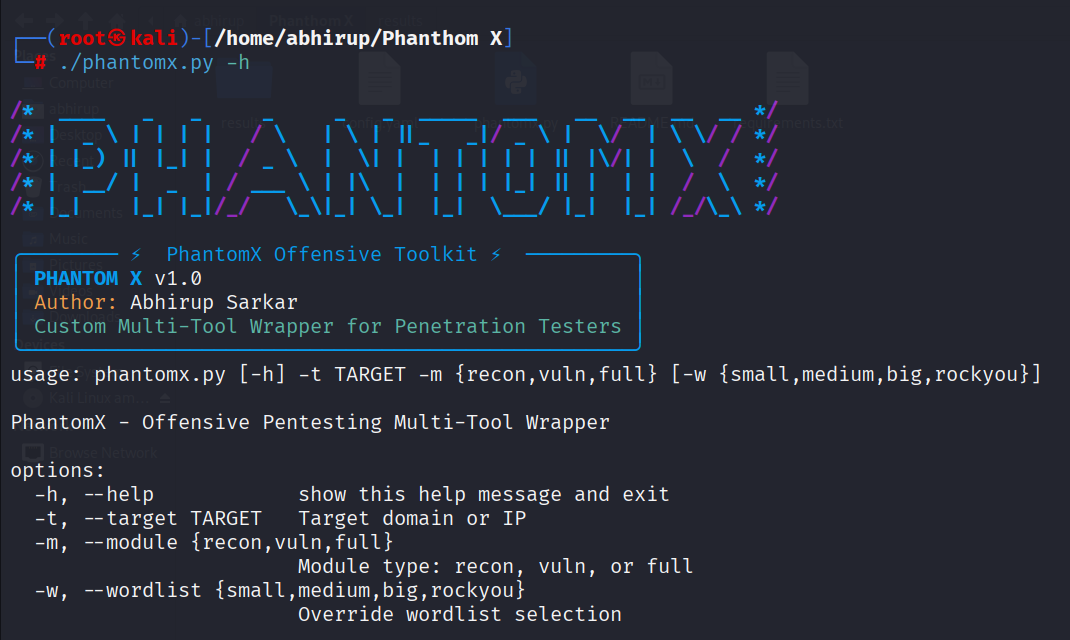 ┌──(root㉿kali)-[/home/abhirup/Phanthom X]
└─# ./phantomx.py -h
PHANTOMX
⚡ PhantomX Offensive Toolkit ⚡
PHANTOM X v1.0
Author: Abhirup Sarkar
Custom Multi-Tool Wrapper for Penetration Testers
usage: phantomx.py [-h] -t TARGET -m {recon,vuln,full} [-w {small,medium,big,rockyou}]
PhantomX - Offensive Pentesting Multi-Tool Wrapper
options:
-h, --help show this help message and exit
-t, --target TARGET Target domain or IP
-m, --module {recon,vuln,full}
Module type: recon, vuln, or full
-w, --wordlist {small,medium,big,rockyou}
Override wordlist selection